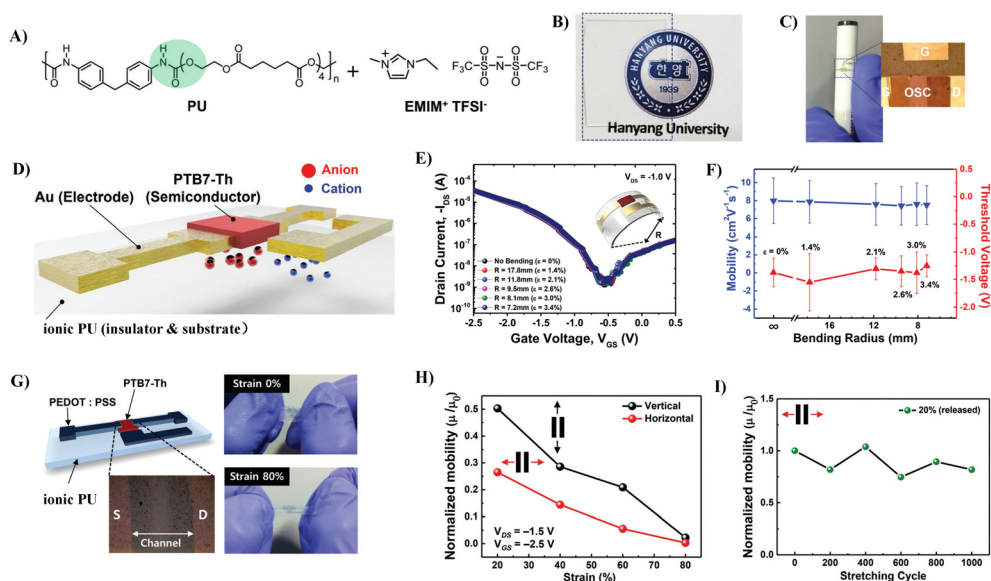 A)
H
N
O
H
N
O
O
O
O
O
4
n
PU
+
N
N
F₃C
O
S
O
N
O
S
O
CF₃
EMIM⁺ TFSI⁻
B)
HANYANG UNIVERSITY
한양
1939
Hanyang University
C)
G
S OSC D
D)
PTB7-Th
(Semiconductor)
Au (Electrode)
Anion
Cation
ionic PU (insulator & substrate)
E)
Drain Current, -I_DS (A)
10⁻³
10⁻⁴
10⁻⁵
10⁻⁶
10⁻⁷
10⁻⁸
10⁻⁹
10⁻¹⁰
V_DS = -1.0 V
R
No Bending (ε = 0%)
R = 17.8mm (ε = 1.4%)
R = 11.8mm (ε = 2.1%)
R = 9.5mm (ε = 2.6%)
R = 8.1mm (ε = 3.0%)
R = 7.2mm (ε = 3.4%)
-2.5 -2.0 -1.5 -1.0 -0.5 0.0 0.5
Gate Voltage, V_GS (V)
F)
Mobility (cm²V⁻¹s⁻¹)
10
8
6
4
2
0
-2
-4
ε = 0%
1.4%
2.1%
2.6%
3.0%
3.4%
0.5
0.0
-0.5
-1.0
-1.5
-2.0
Threshold Voltage (V)
∞ 16 12 8
Bending Radius (mm)
G)
PTB7-Th
PEDOT : PSS
ionic PU
S D
Channel
Strain 0%
Strain 80%
H)
Normalized mobility (μ/μ₀)
0.5
0.4
0.3
0.2
0.1
0.0
Vertical
Horizontal
V_DS = –1.5 V
V_GS = –2.5 V
20 30 40 50 60 70 80
Strain (%)
I)
Normalized mobility (μ/μ₀)
1.5
1.0
0.5
0.0
20% (released)
0 200 400 600 800 1000
Stretching Cycle